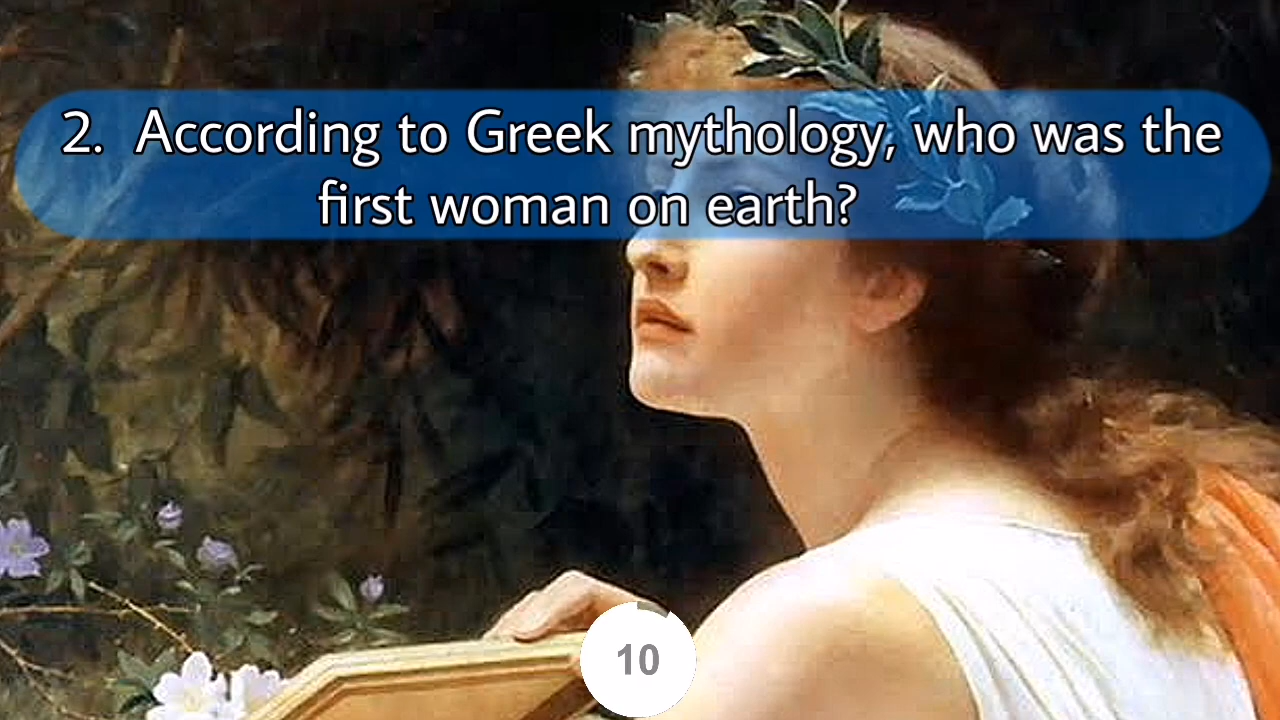 2. According to Greek mythology, who was the
first woman on earth?
10